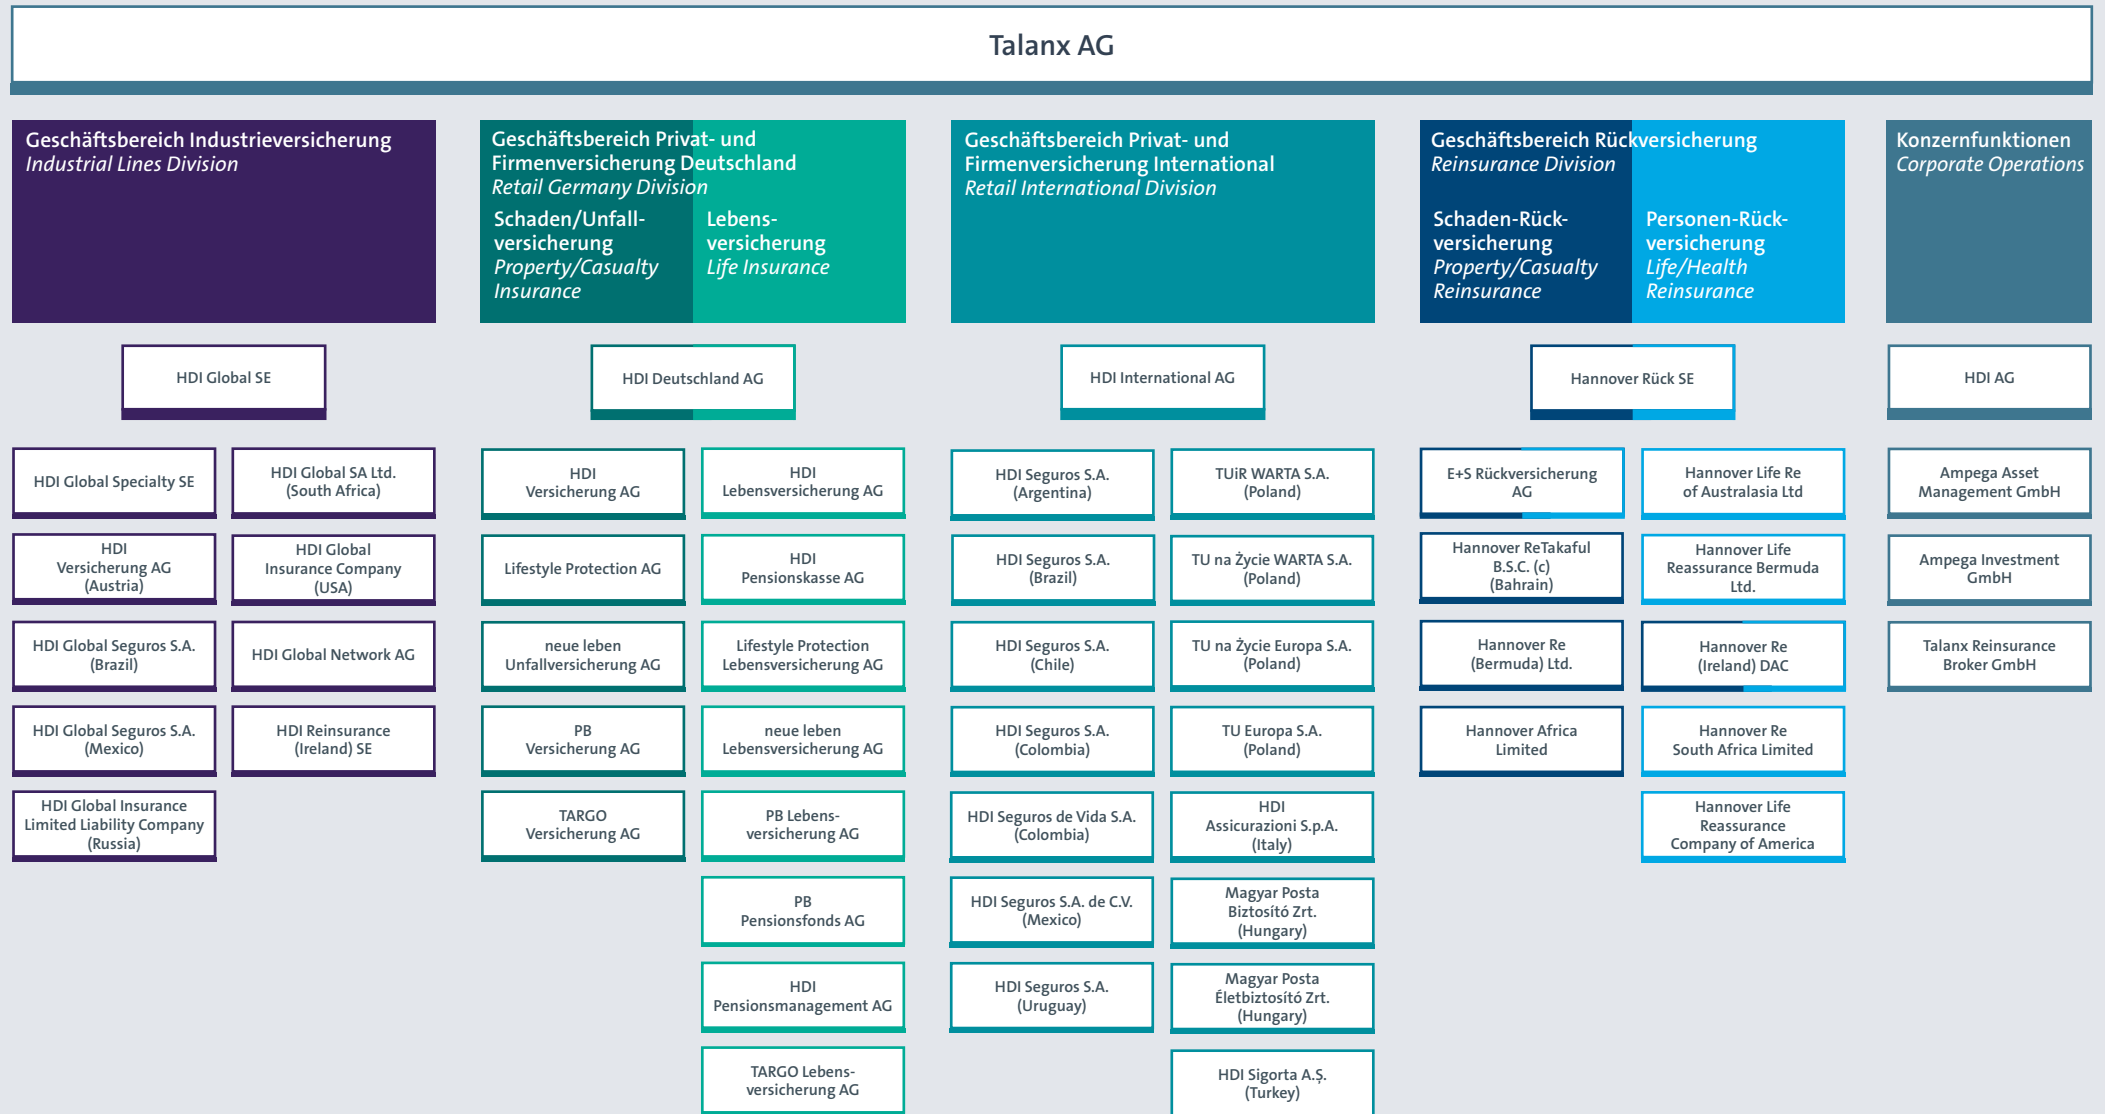 Talanx AG
Geschäftsbereich Industrieversicherung
Industrial Lines Division
Geschäftsbereich Privat- und
Firmenversicherung Deutschland
Retail Germany Division
Schaden/Unfall-
versicherung
Property/Casualty
Insurance
Lebens-
versicherung
Life Insurance
Geschäftsbereich Privat- und
Firmenversicherung International
Retail International Division
Geschäftsbereich Rückversicherung
Reinsurance Division
Schaden-Rück-
versicherung
Property/Casualty
Reinsurance
Personen-Rück-
versicherung
Life/Health
Reinsurance
Konzernfunktionen
Corporate Operations
HDI Global SE
HDI Deutschland AG
HDI International AG
Hannover Rück SE
HDI AG
HDI Global Specialty SE
HDI
Versicherung AG
(Austria)
HDI Global Seguros S.A.
(Brazil)
HDI Global Seguros S.A.
(Mexico)
HDI Global Insurance
Limited Liability Company
(Russia)
HDI Global SA Ltd.
(South Africa)
HDI Global
Insurance Company
(USA)
HDI Global Network AG
HDI Reinsurance
(Ireland) SE
HDI
Versicherung AG
Lifestyle Protection AG
neue leben
Unfallversicherung AG
PB
Versicherung AG
TARGO
Versicherung AG
HDI
Lebensversicherung AG
HDI
Pensionskasse AG
Lifestyle Protection
Lebensversicherung AG
neue leben
Lebensversicherung AG
PB Lebens-
versicherung AG
PB
Pensionsfonds AG
HDI
Pensionsmanagement AG
TARGO Lebens-
versicherung AG
HDI Seguros S.A.
(Argentina)
HDI Seguros S.A.
(Brazil)
HDI Seguros S.A.
(Chile)
HDI Seguros S.A.
(Colombia)
HDI Seguros de Vida S.A.
(Colombia)
HDI Seguros S.A. de C.V.
(Mexico)
HDI Seguros S.A.
(Uruguay)
TUiR WARTA S.A.
(Poland)
TU na Życie WARTA S.A.
(Poland)
TU na Życie Europa S.A.
(Poland)
TU Europa S.A.
(Poland)
HDI
Assicurazioni S.p.A.
(Italy)
Magyar Posta
Biztosító Zrt.
(Hungary)
Magyar Posta
Életbiztosító Zrt.
(Hungary)
HDI Sigorta A.Ş.
(Turkey)
E+S Rückversicherung
AG
Hannover ReTakaful
B.S.C. (c)
(Bahrain)
Hannover Re
(Bermuda) Ltd.
Hannover Africa
Limited
Hannover Life Re
of Australasia Ltd
Hannover Life
Reassurance Bermuda
Ltd.
Hannover Re
(Ireland) DAC
Hannover Re
South Africa Limited
Hannover Life
Reassurance
Company of America
Ampega Asset
Management GmbH
Ampega Investment
GmbH
Talanx Reinsurance
Broker GmbH